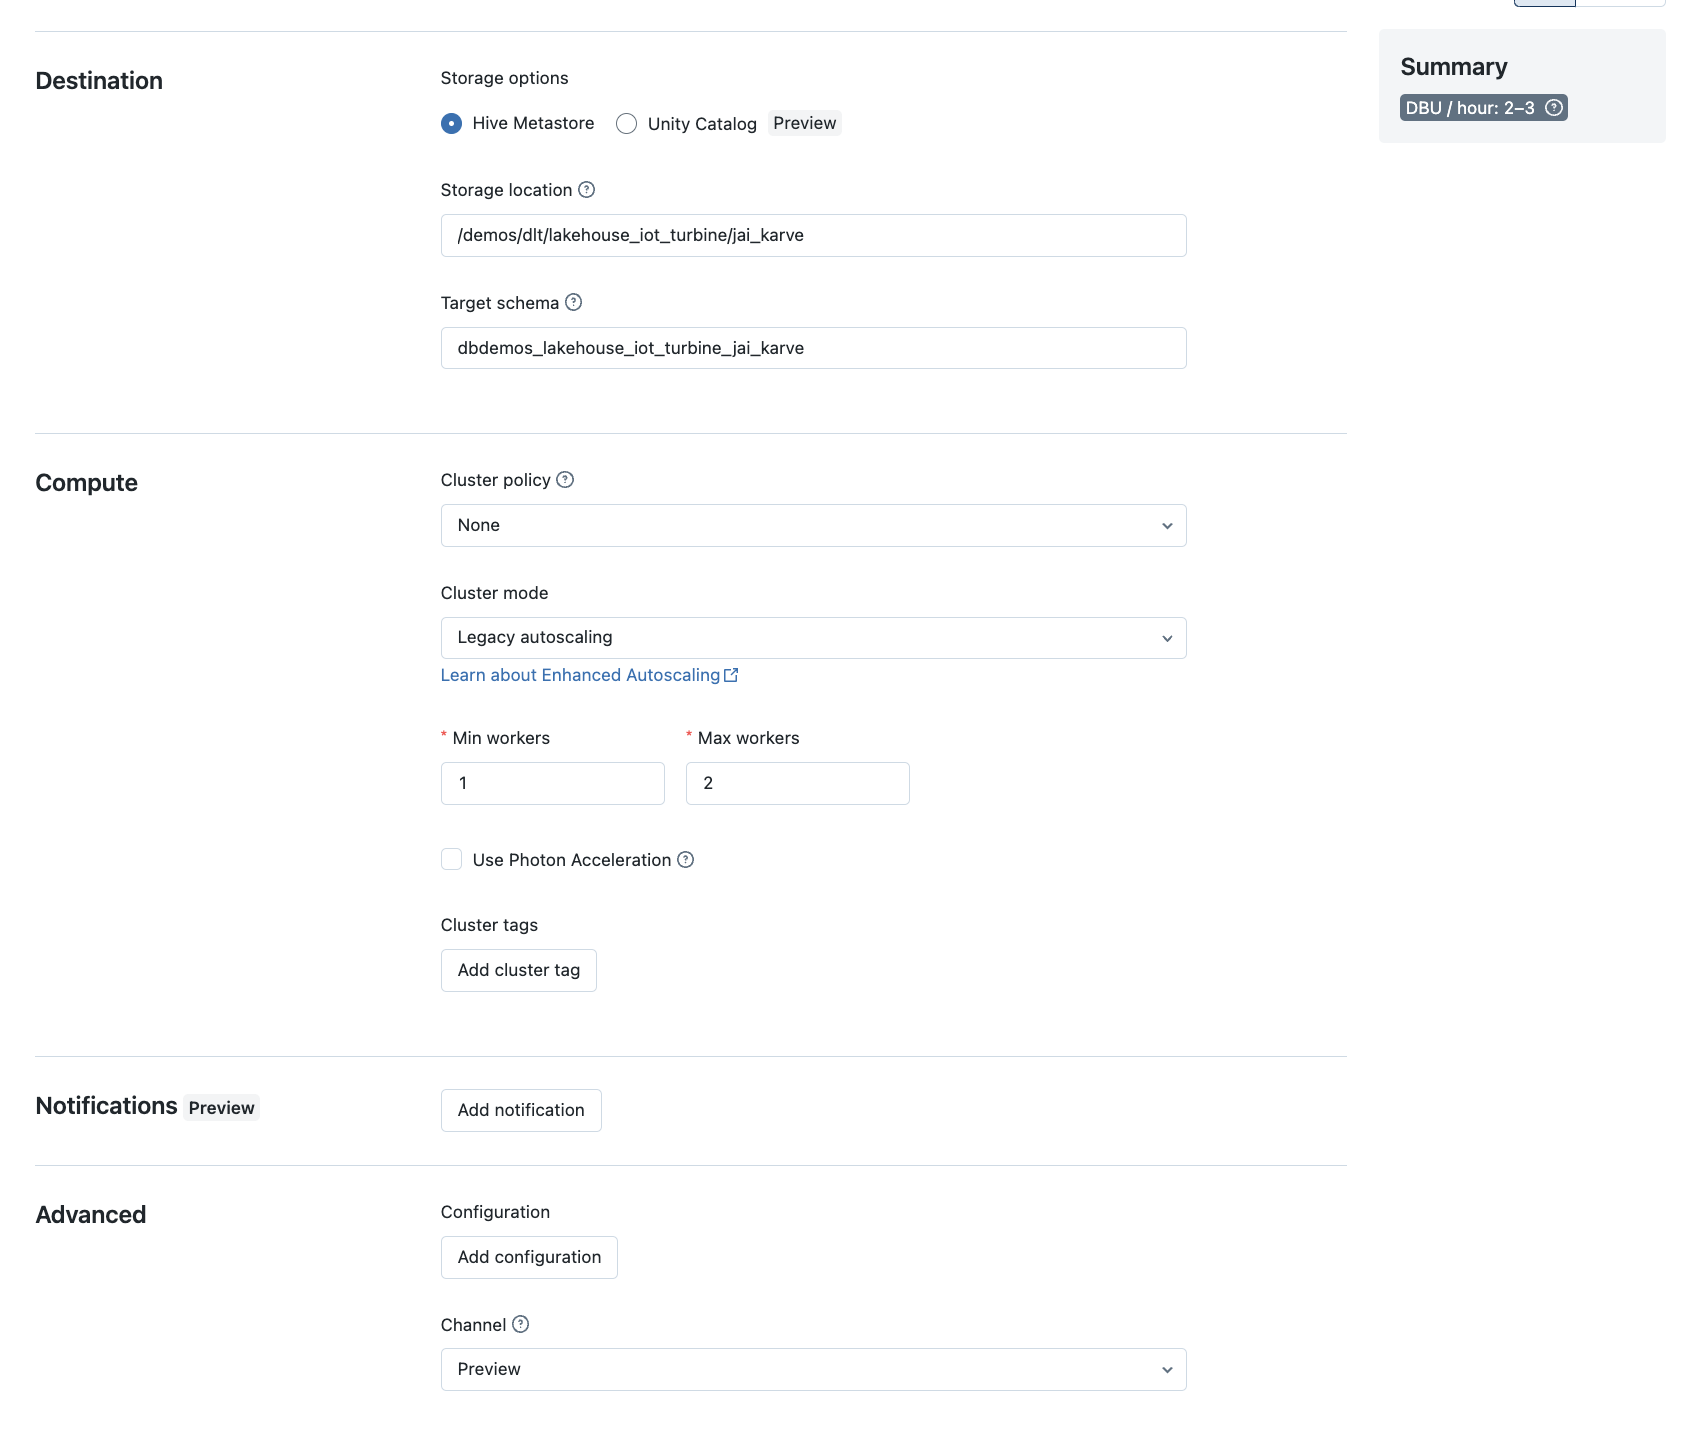 Destination
Storage options
Hive Metastore Unity Catalog Preview
Storage location
/demos/dlt/lakehouse_iot_turbine/jai_karve
Target schema
dbdemos_lakehouse_iot_turbine_jai_karve
Summary
DBU / hour: 2–3
Compute
Cluster policy
None
Cluster mode
Legacy autoscaling
Learn about Enhanced Autoscaling
* Min workers * Max workers
1 2
Use Photon Acceleration
Cluster tags
Add cluster tag
Notifications Preview
Add notification
Advanced
Configuration
Add configuration
Channel
Preview